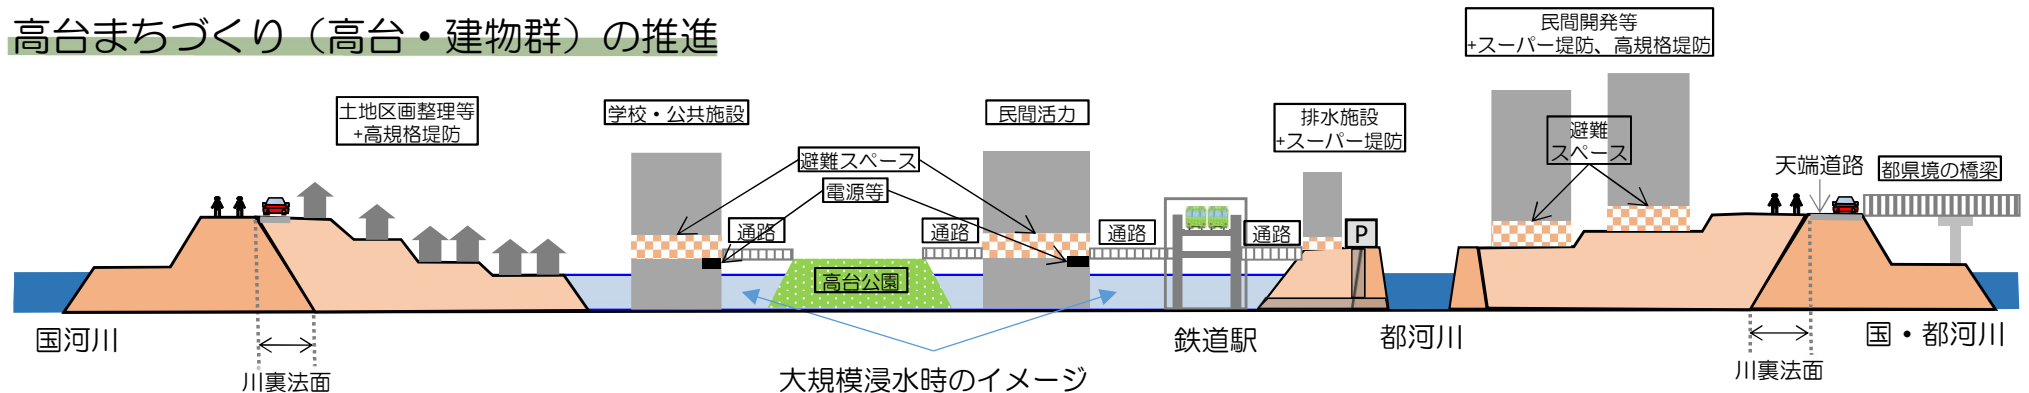 高台まちづくり（高台・建物群）の推進
民間開発等
+スーパー堤防、高規格堤防
土地区画整理等
+高規格堤防
学校・公共施設
民間活力
排水施設
+スーパー堤防
避難
スペース
避難スペース
電源等
天端道路
都県境の橋梁
通路
通路
通路
通路
P
高台公園
国河川
鉄道駅
都河川
国・都河川
川裏法面
大規模浸水時のイメージ
川裏法面